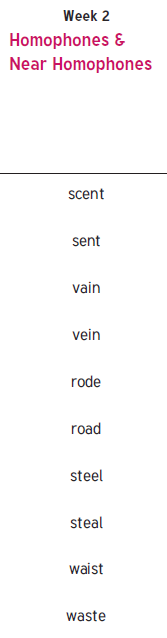 Week 2
Homophones &
Near Homophones
scent
sent
vain
vein
rode
road
steel
steal
waist
waste